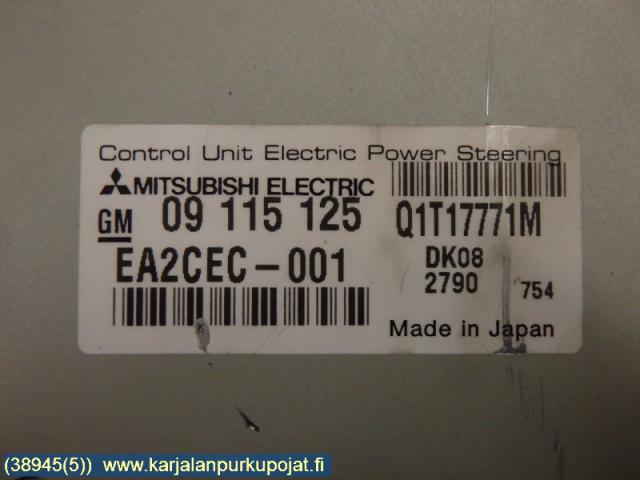 Control Unit Electric Power Steering
MITSUBISHI ELECTRIC
GM 09 115 125 Q1T17771M
EA2CEC-001 DK08
2790 754
Made in Japan
(38945(5)) www.karjalanpurkupojat.fi